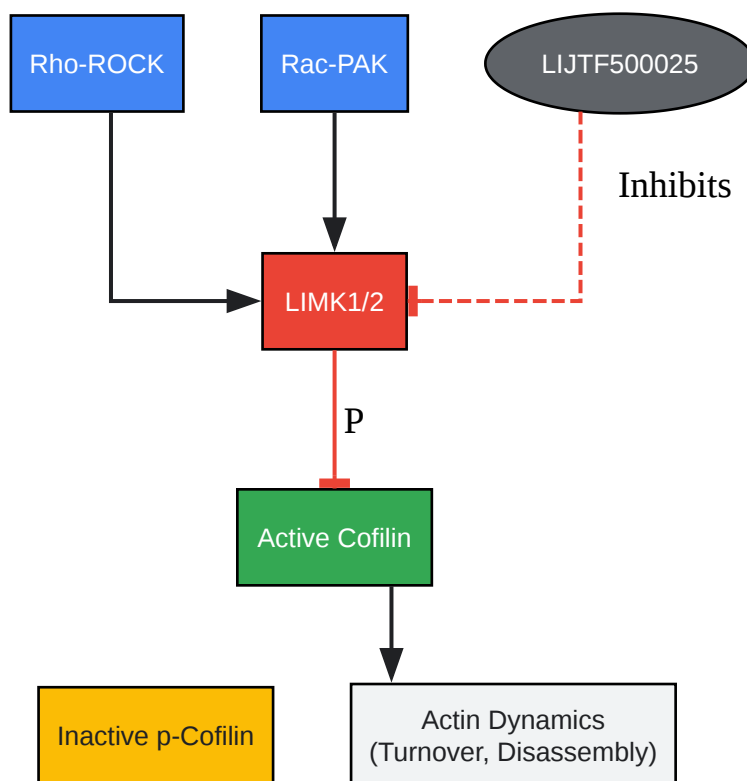 Rho-ROCK
Rac-PAK
LIJTF500025
Inhibits
LIMK1/2
P
Active Cofilin
Inactive p-Cofilin
Actin Dynamics
(Turnover, Disassembly)